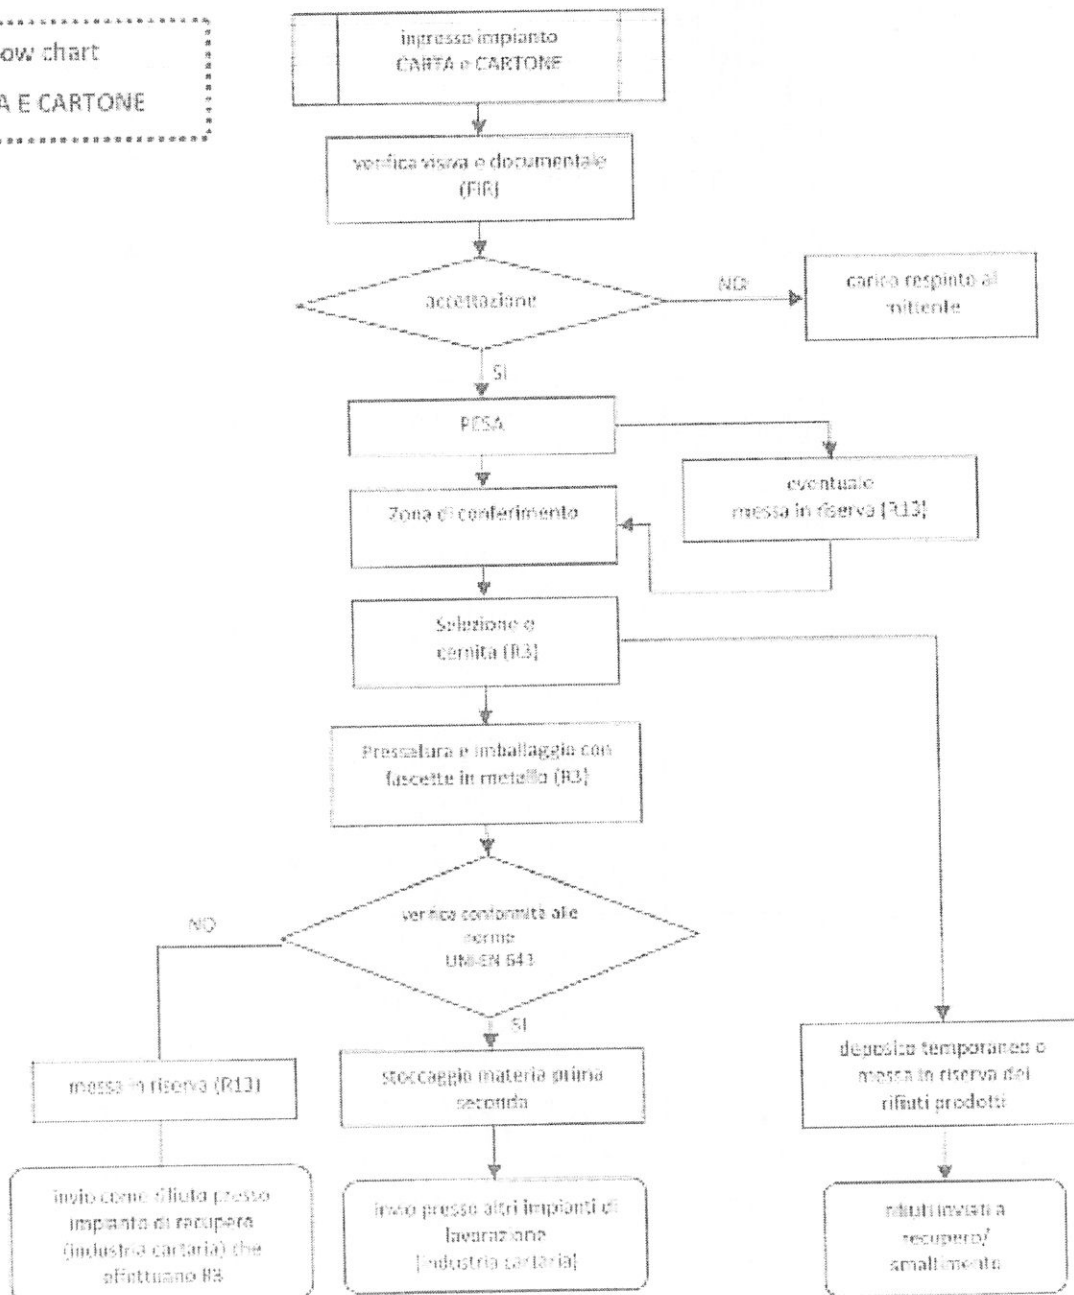 ow chart
A E CARTONE
ingresso impianto
CARTA e CARTONE
verifica visiva e documentale
(FIR)
accettazione
NO
carico respinto al
mittente
SI
PESA
eventuale
messa in riserva (R13)
Zona di conferimento
Selezione o
cernita (R3)
Pressatura e imballaggio con
fascette in metallo (R3)
verifica conformità alle
norme
UNI-EN 643
NO
SI
messa in riserva (R13)
stoccaggio materia prima
seconda
deposito temporaneo o
messa in riserva dei
rifiuti prodotti
invio come rifiuto presso
impianto di recupero
(industria cartaria) che
effettuano R3
invio presso altri impianti di
lavorazione
(industria cartaria)
rifiuti inviati a
recupero/
smaltimento